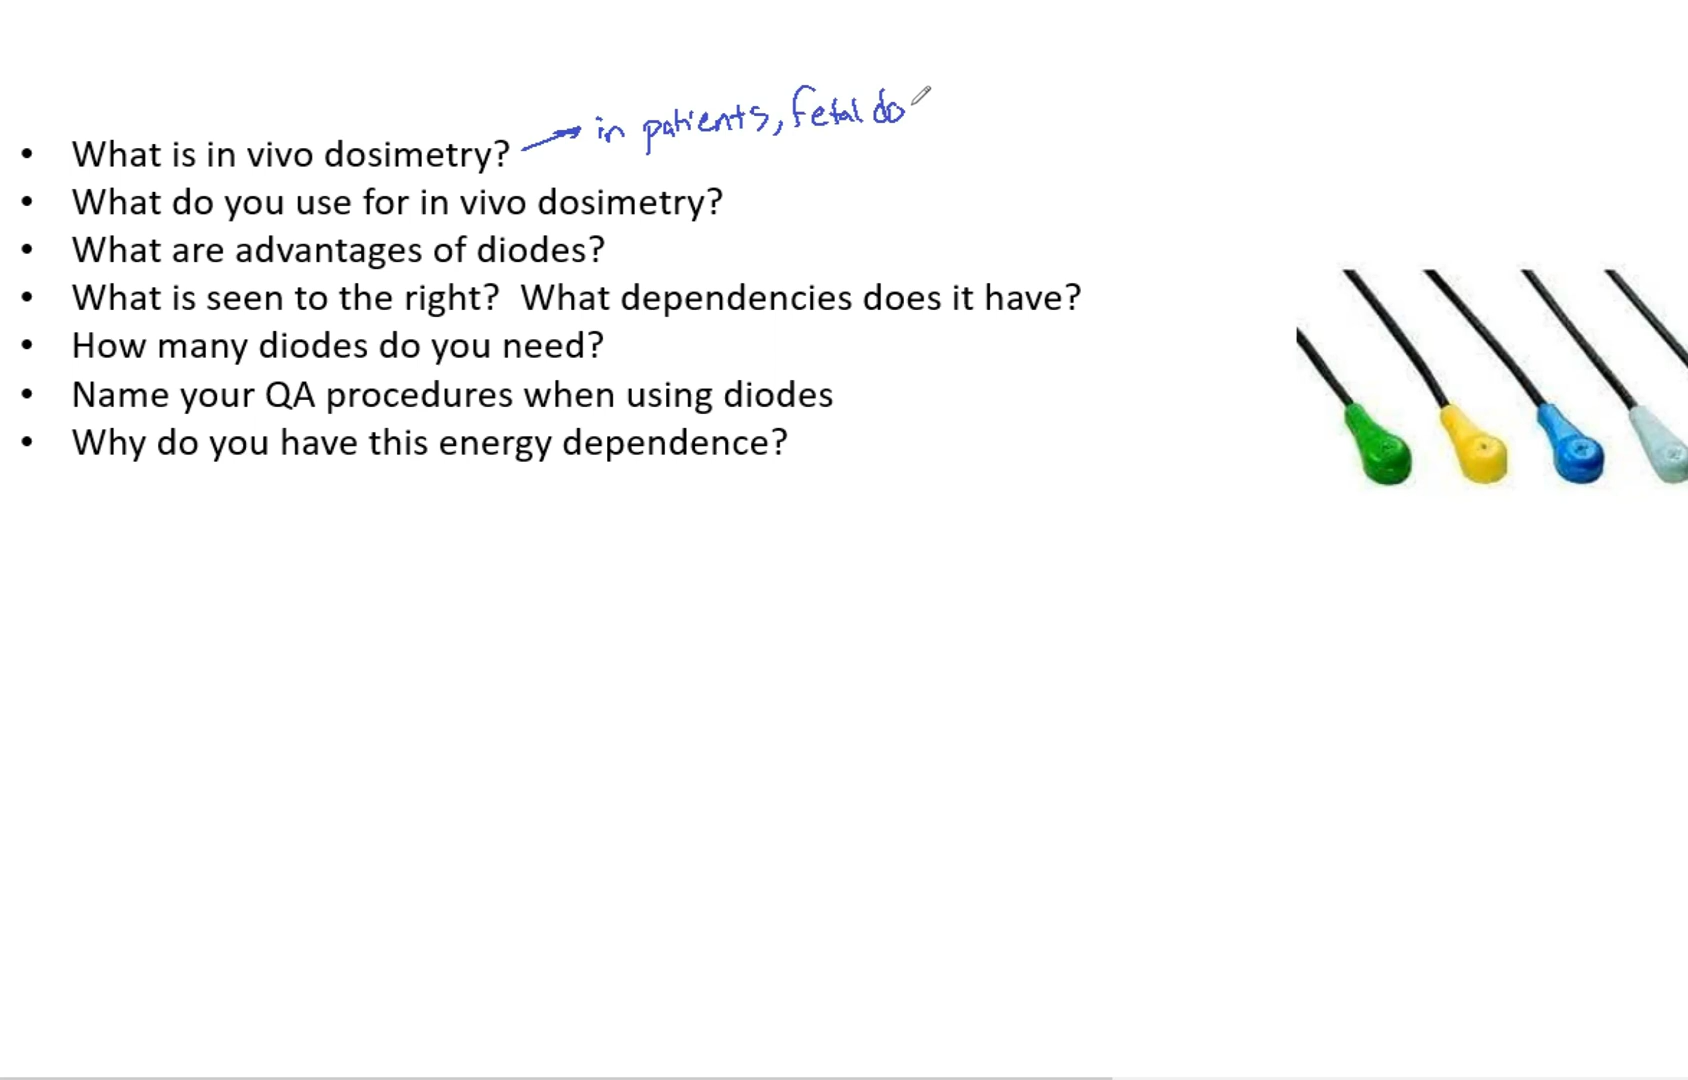 in patients, fetal do
• What is in vivo dosimetry?
• What do you use for in vivo dosimetry?
• What are advantages of diodes?
• What is seen to the right? What dependencies does it have?
• How many diodes do you need?
• Name your QA procedures when using diodes
• Why do you have this energy dependence?